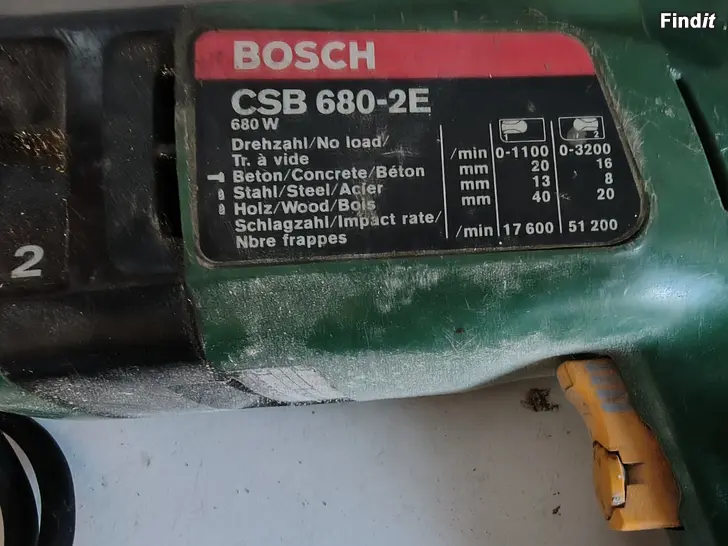 Findit
BOSCH
CSB 680-2E
680 W
1 2
Drehzahl/No load/
Tr. à vide /min 0-1100 0-3200
Beton/Concrete/Béton mm 20 16
Stahl/Steel/Acier mm 13 8
Holz/Wood/Bois mm 40 20
Schlagzahl/Impact rate/
Nbre frappes /min 17 600 51 200
2